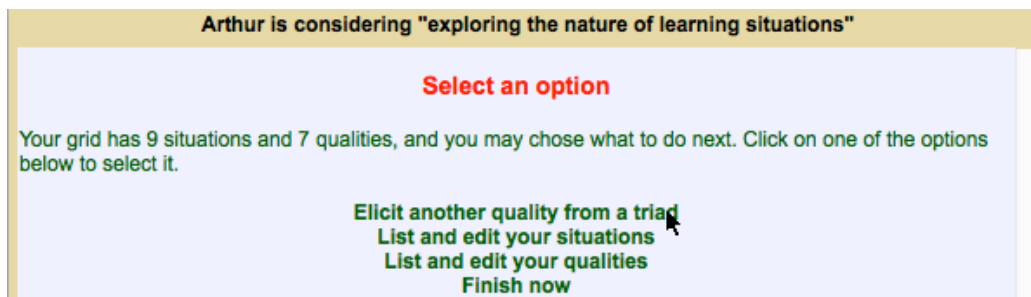 Arthur is considering "exploring the nature of learning situations"
Select an option
Your grid has 9 situations and 7 qualities, and you may chose what to do next. Click on one of the options
below to select it.
Elicit another quality from a triad
List and edit your situations
List and edit your qualities
Finish now